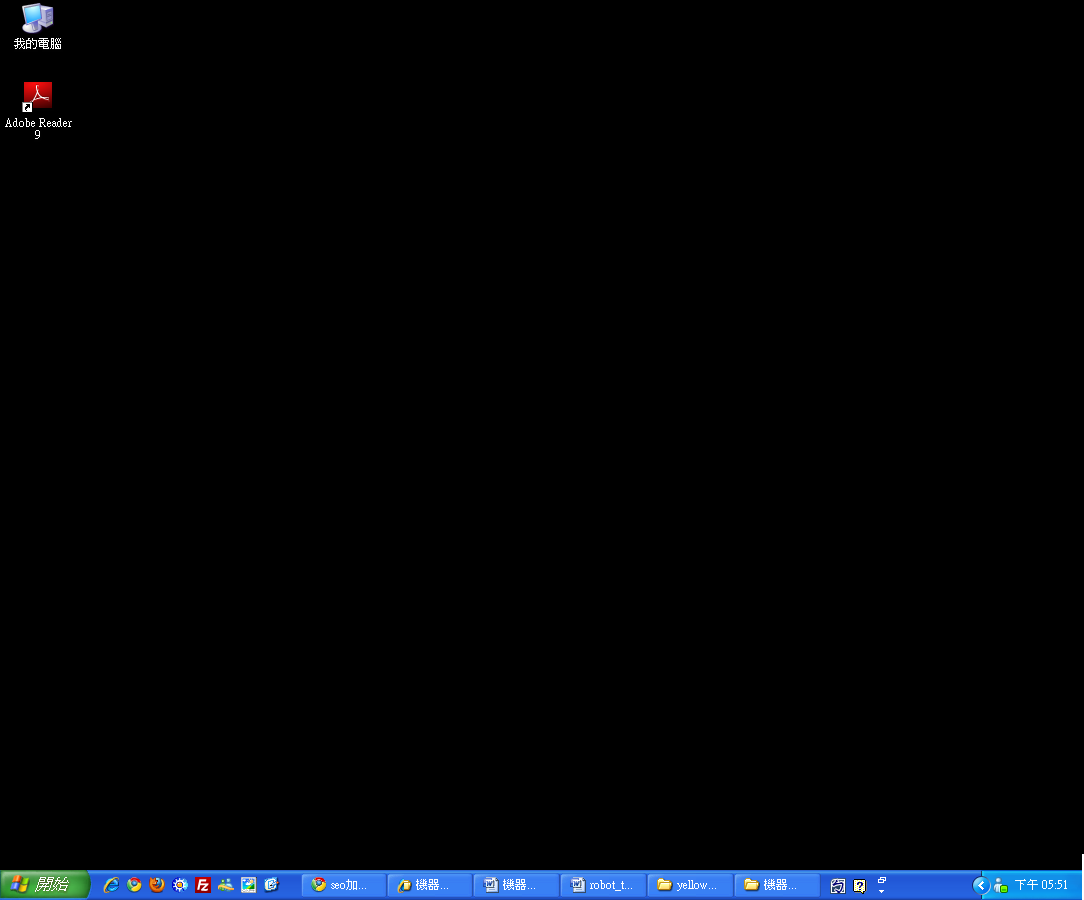 我的電腦
Adobe Reader
9
開始
seo加...
機器...
機器...
robot_t...
yellow...
機器...
下午 05:51